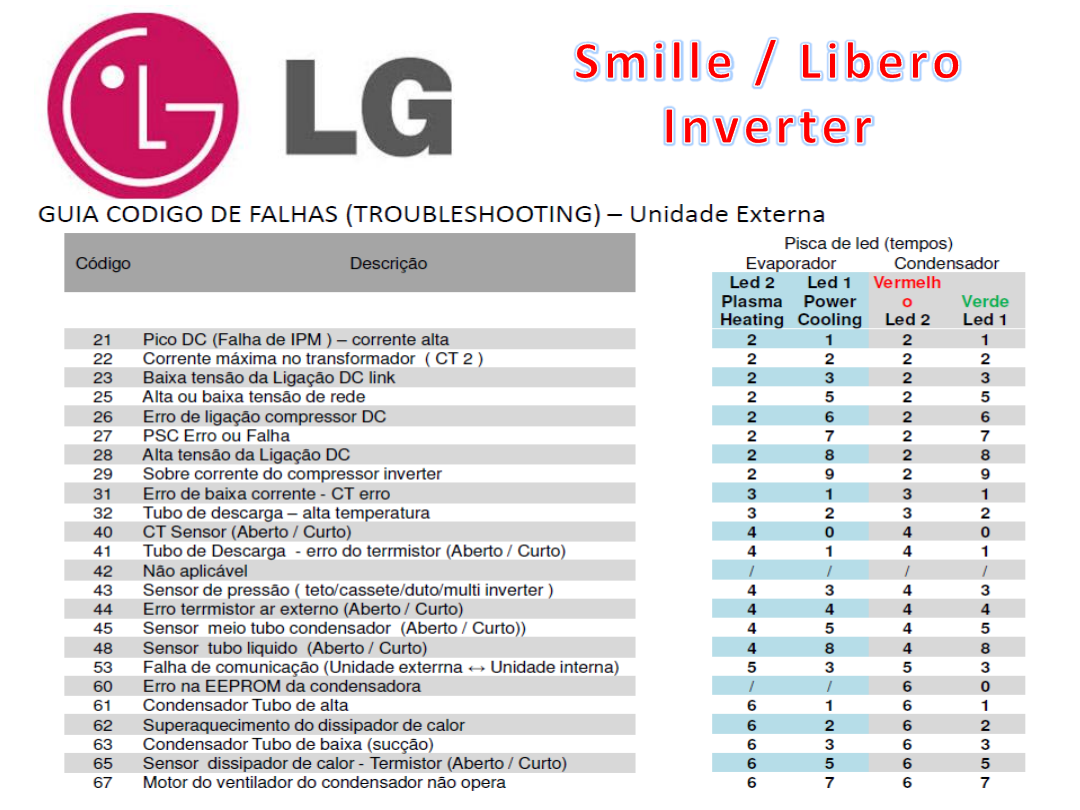 LG
Smille / Libero
Inverter
GUIA CODIGO DE FALHAS (TROUBLESHOOTING) – Unidade Externa
Pisca de led (tempos)
Código Descrição Evaporador Condensador
Led 2 Led 1 Vermelh
Plasma Power o Verde
Heating Cooling Led 2 Led 1
21 Pico DC (Falha de IPM ) – corrente alta 2 1 2 1
22 Corrente máxima no transformador ( CT 2 ) 2 2 2 2
23 Baixa tensão da Ligação DC link 2 3 2 3
25 Alta ou baixa tensão de rede 2 5 2 5
26 Erro de ligação compressor DC 2 6 2 6
27 PSC Erro ou Falha 2 7 2 7
28 Alta tensão da Ligação DC 2 8 2 8
29 Sobre corrente do compressor inverter 2 9 2 9
31 Erro de baixa corrente - CT erro 3 1 3 1
32 Tubo de descarga – alta temperatura 3 2 3 2
40 CT Sensor (Aberto / Curto) 4 0 4 0
41 Tubo de Descarga - erro do terrmistor (Aberto / Curto) 4 1 4 1
42 Não aplicável / / / /
43 Sensor de pressão ( teto/cassete/duto/multi inverter ) 4 3 4 3
44 Erro terrmistor ar externo (Aberto / Curto) 4 4 4 4
45 Sensor meio tubo condensador (Aberto / Curto)) 4 5 4 5
48 Sensor tubo liquido (Aberto / Curto) 4 8 4 8
53 Falha de comunicação (Unidade exterrna ↔ Unidade interna) 5 3 5 3
60 Erro na EEPROM da condensadora / / 6 0
61 Condensador Tubo de alta 6 1 6 1
62 Superaquecimento do dissipador de calor 6 2 6 2
63 Condensador Tubo de baixa (sucção) 6 3 6 3
65 Sensor dissipador de calor - Termistor (Aberto / Curto) 6 5 6 5
67 Motor do ventilador do condensador não opera 6 7 6 7